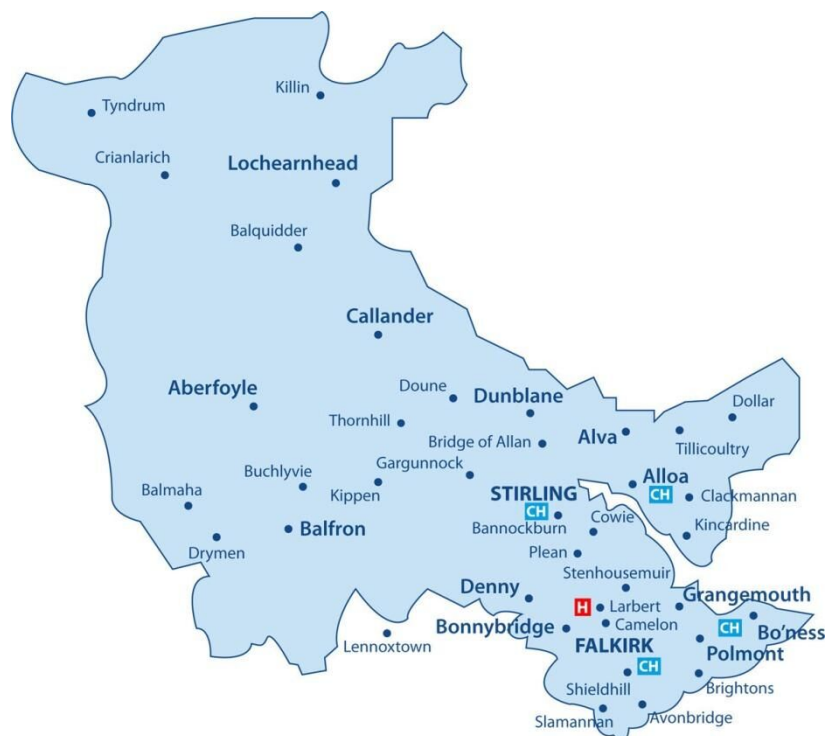 Killin
Tyndrum
Crianlarich
Lochearnhead
Balquidder
Callander
Aberfoyle
Doune
Dunblane
Dollar
Thornhill
Bridge of Allan
Alva
Tillicoultry
Gargunnock
Buchlyvie
Kippen
Balmaha
STIRLING
CH
Alloa
CH
Clackmannan
Bannockburn
Cowie
Kincardine
Balfron
Drymen
Plean
Stenhousemuir
Denny
Grangemouth
H
Larbert
Camelon
Bonnybridge
CH
Bo'ness
Lennoxtown
FALKIRK
CH
Polmont
Shieldhill
Brightons
Slamannan
Avonbridge